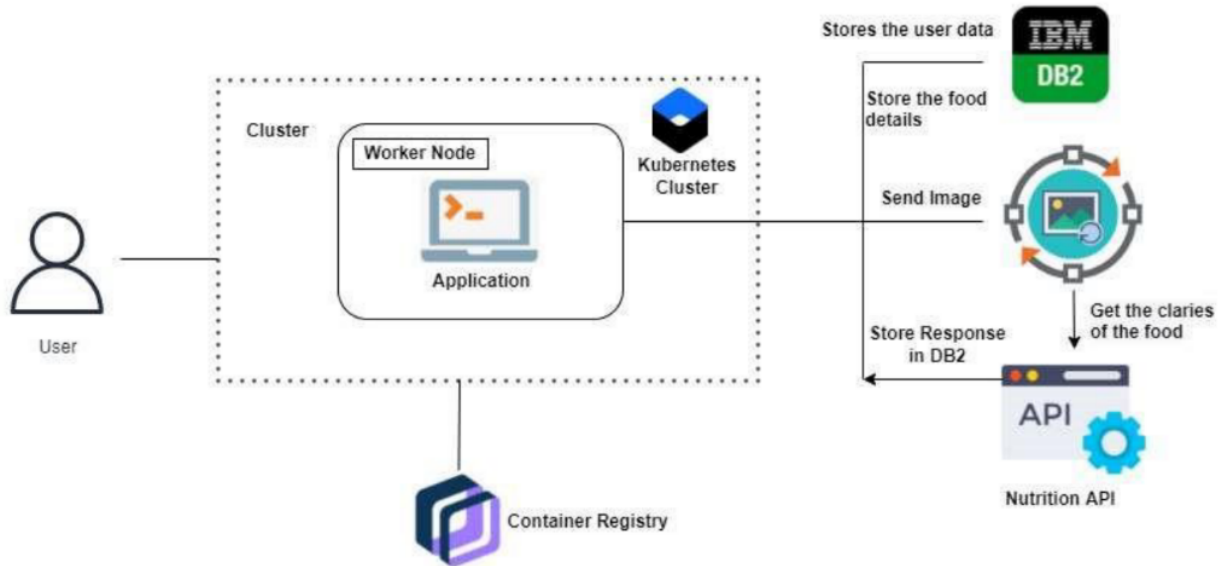 Stores the user data
IBM
DB2
Store the food
details
Cluster
Worker Node
Kubernetes
Cluster
Send Image
Application
User
Get the claries
of the food
Store Response
in DB2
API
Nutrition API
Container Registry